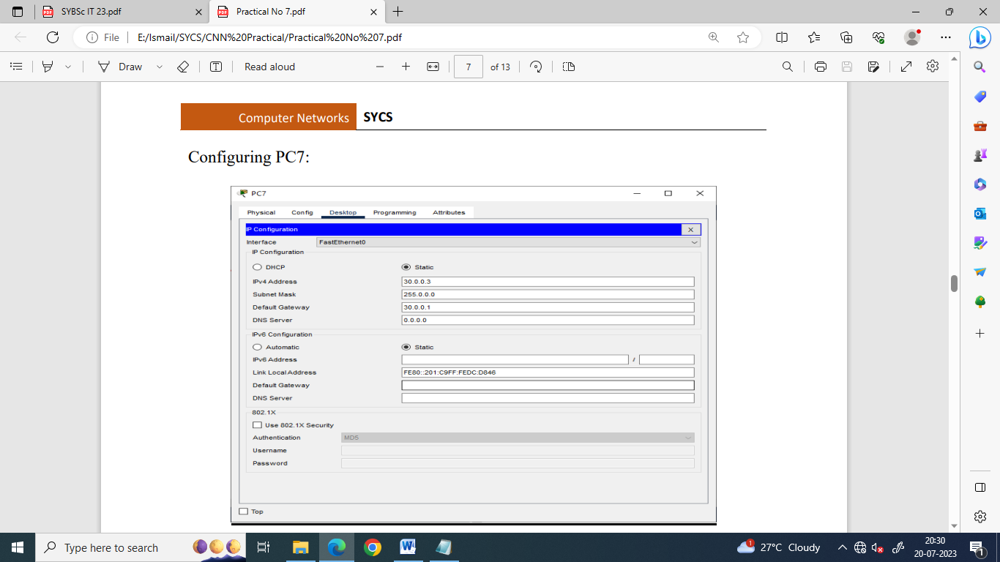 SYBSc IT 23.pdf
Practical No 7.pdf
File
E:/Ismail/SYCS/CNN%20Practical/Practical%20No%207.pdf
Draw
Read aloud
7
of 13
Computer Networks SYCS
Configuring PC7:
PC7
Physical Config Desktop Programming Attributes
IP Configuration X
Interface FastEthernet0
IP Configuration
DHCP Static
IPv4 Address 30.0.0.3
Subnet Mask 255.0.0.0
Default Gateway 30.0.0.1
DNS Server 0.0.0.0
IPv6 Configuration
Automatic Static
IPv6 Address /
Link Local Address FE80::201:C9FF:FEDC:D846
Default Gateway
DNS Server
802.1X
Use 802.1X Security
Authentication MD5
Username
Password
Top
Type here to search
1
27°C Cloudy
20:30
20-07-2023
1